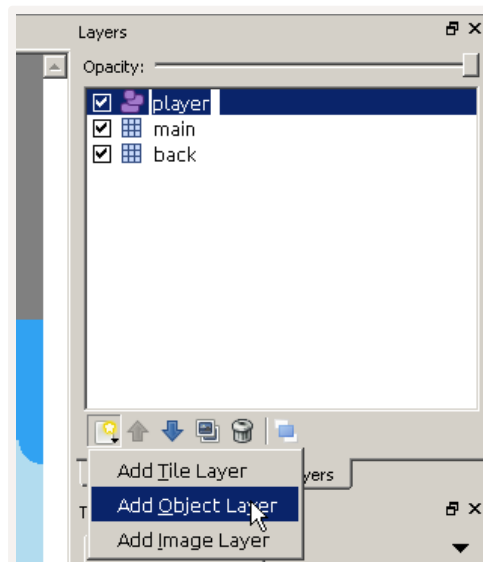 Layers
Opacity:
player
main
back
Add Tile Layer
yers
Add Object Layer
T
Add Image Layer